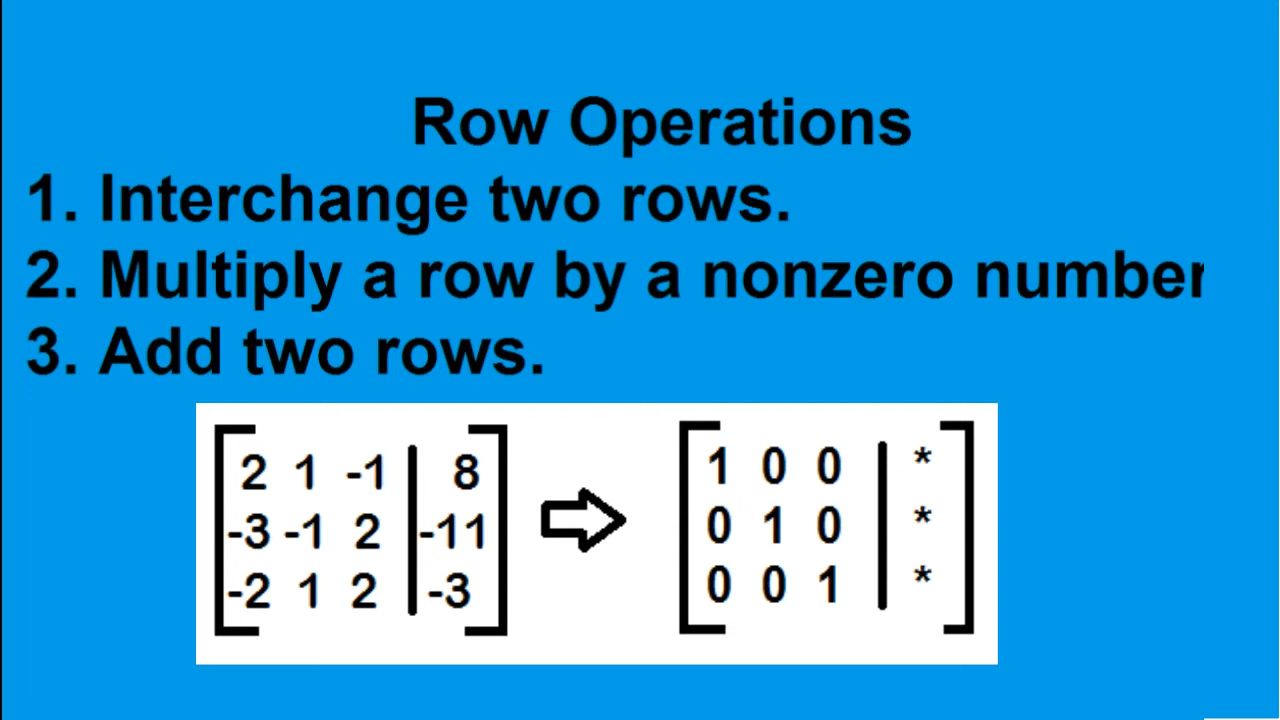 Row Operations
1. Interchange two rows.
2. Multiply a row by a nonzero number
3. Add two rows.
2 1 -1 | 8
-3 -1 2 | -11
-2 1 2 | -3
1 0 0 | *
0 1 0 | *
0 0 1 | *